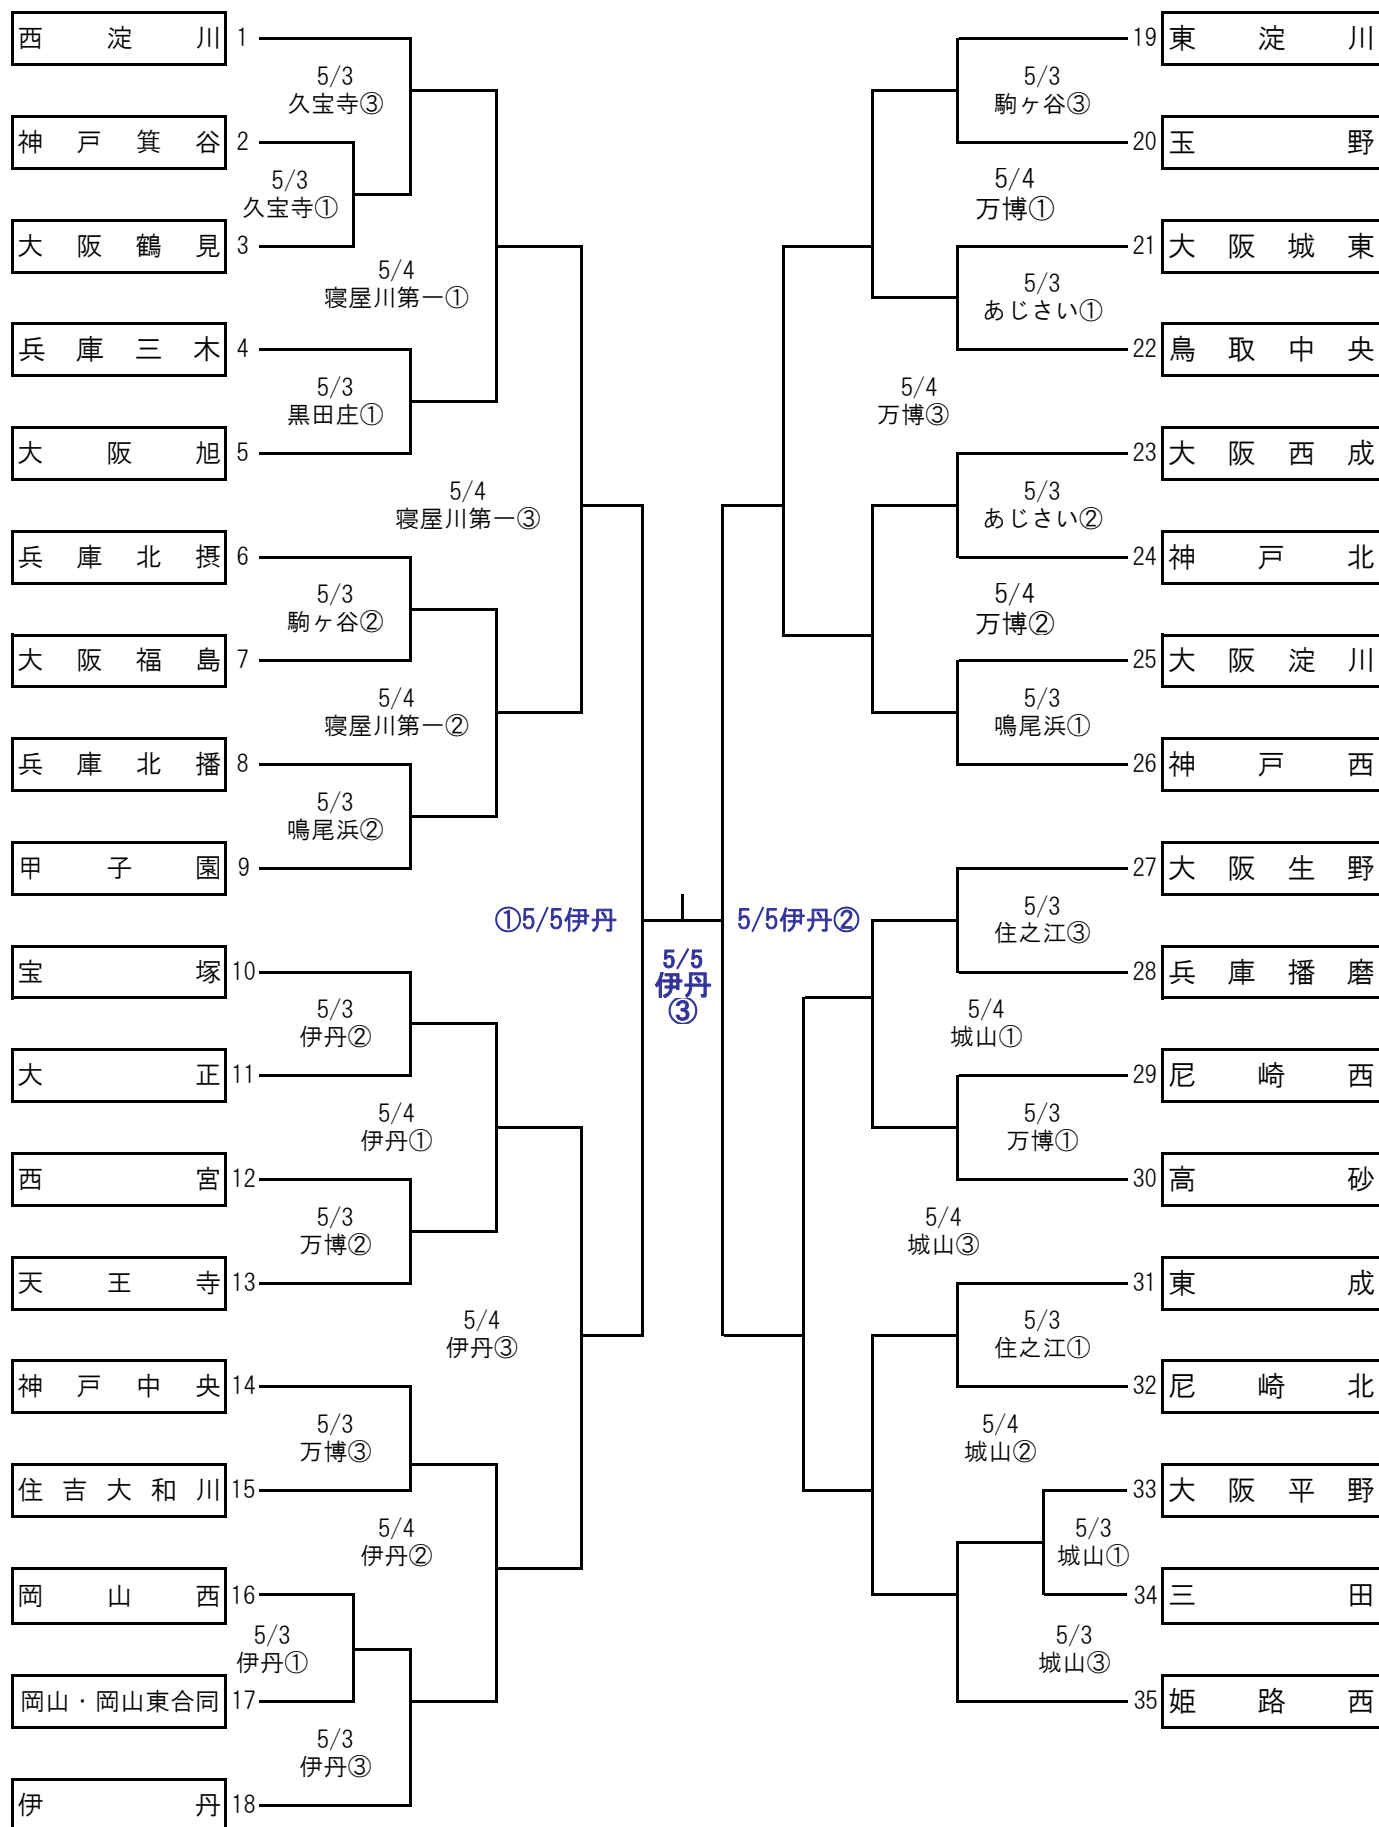 西淀川 1
5/3
久宝寺③
神戸箕谷 2
5/3
久宝寺①
大阪鶴見 3
5/4
寝屋川第一①
兵庫三木 4
5/3
黒田庄①
大阪旭 5
5/4
寝屋川第一③
兵庫北摂 6
5/3
駒ヶ谷②
大阪福島 7
5/4
寝屋川第一②
兵庫北播 8
5/3
鳴尾浜②
甲子園 9
①5/5伊丹
宝塚 10
5/3
伊丹②
大正 11
5/4
伊丹①
西宮 12
5/3
万博②
天王寺 13
5/4
伊丹③
神戸中央 14
5/3
万博③
住吉大和川 15
5/4
伊丹②
岡山西 16
5/3
伊丹①
岡山・岡山東合同 17
5/3
伊丹③
伊丹 18
5/5
伊丹
③
19 東淀川
5/3
駒ヶ谷③
20 玉野
5/4
万博①
21 大阪城東
5/3
あじさい①
22 鳥取中央
5/4
万博③
23 大阪西成
5/3
あじさい②
24 神戸北
5/4
万博②
25 大阪淀川
5/3
鳴尾浜①
26 神戸西
5/5伊丹②
27 大阪生野
5/3
住之江③
28 兵庫播磨
5/4
城山①
29 尼崎西
5/3
万博①
30 高砂
5/4
城山③
31 東成
5/3
住之江①
32 尼崎北
5/4
城山②
33 大阪平野
5/3
城山①
34 三田
5/3
城山③
35 姫路西